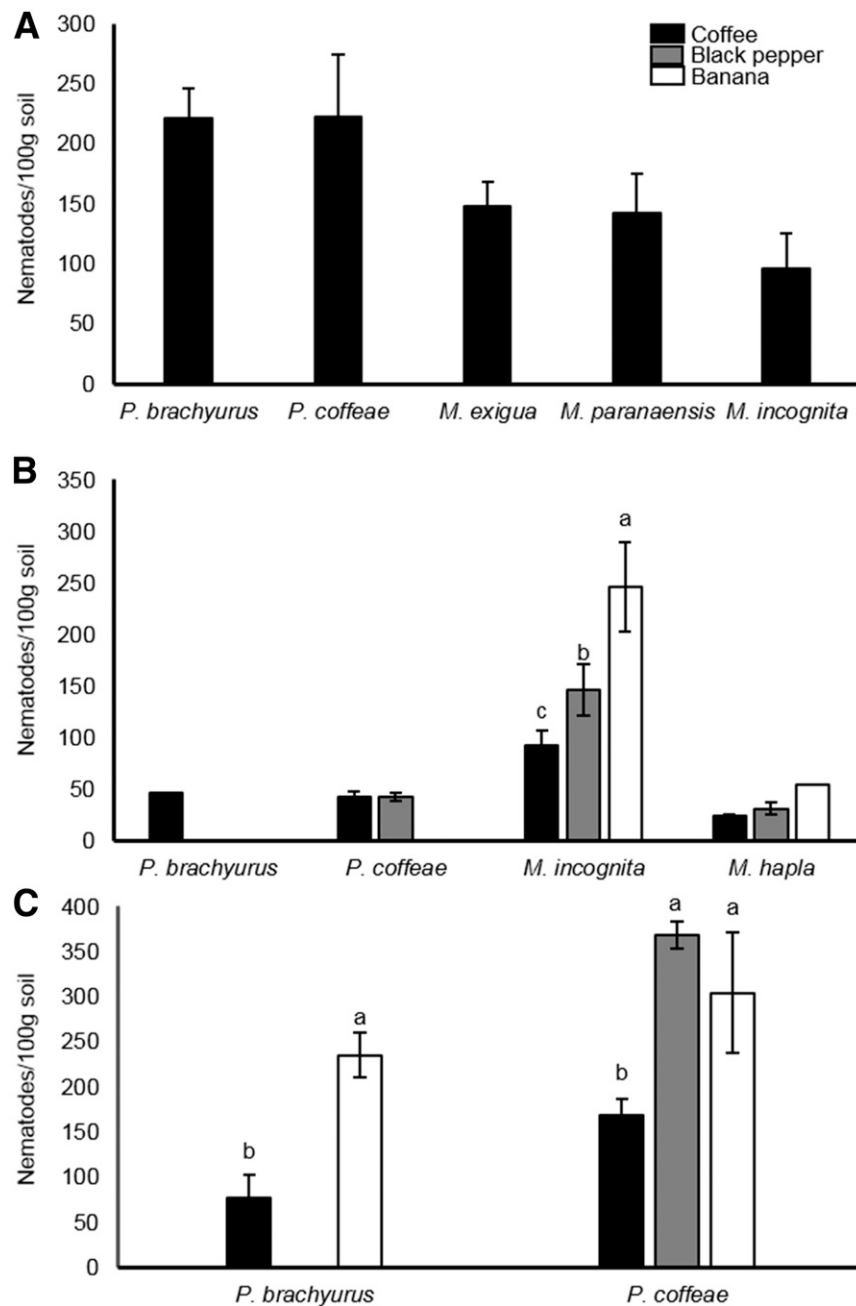 A
300
250
200
150
100
50
0
Nematodes/100g soil
Coffee
Black pepper
Banana
P. brachyurus P. coffeae M. exigua M. paranaensis M. incognita
B
350
300
250
200
150
100
50
0
Nematodes/100g soil
c
b
a
P. brachyurus P. coffeae M. incognita M. hapla
C
400
350
300
250
200
150
100
50
0
Nematodes/100g soil
b
a
b
a
a
P. brachyurus P. coffeae